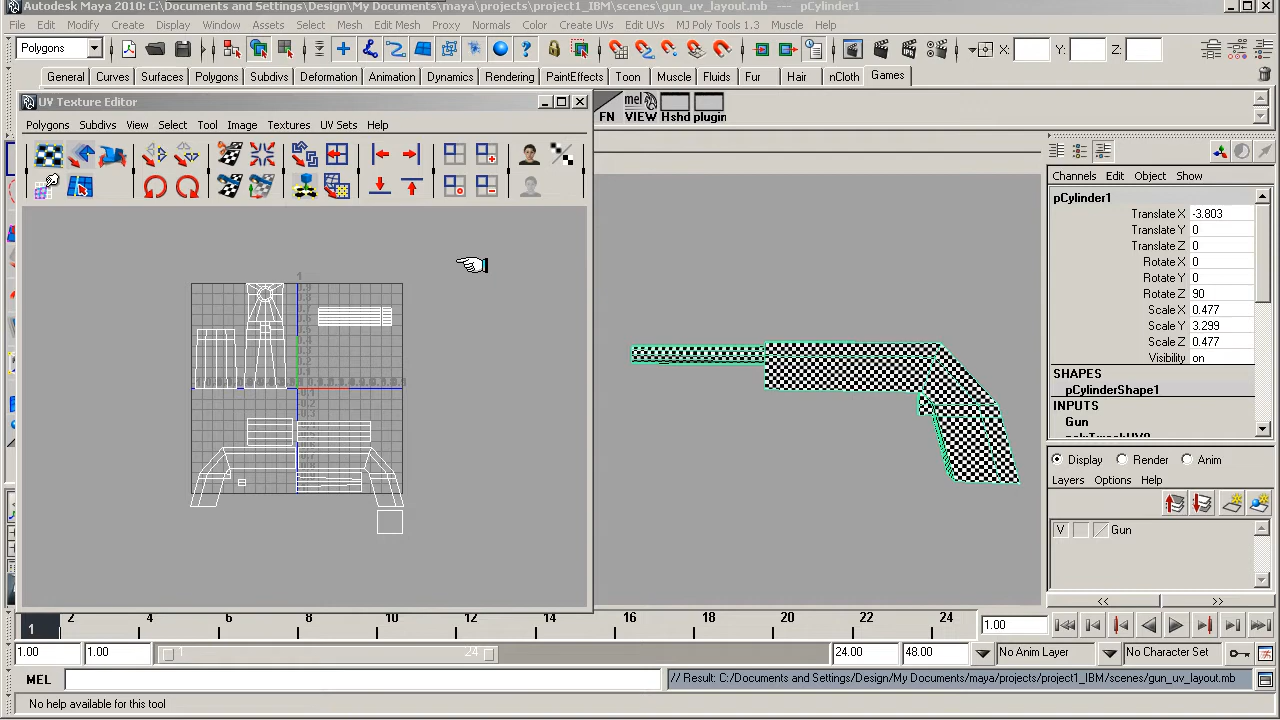 Autodesk Maya 2010: C:\Documents and Settings\Design\My Documents\maya\projects\project1_IBM\scenes\gun_uv_layout.mb --- pCylinder1
File Edit Modify Create Display Window Assets Select Mesh Edit Mesh Proxy Normals Color Create UVs Edit UVs MJ Poly Tools 1.3 Muscle Help
Polygons X: Y: Z:
General Curves Surfaces Polygons Subdivs Deformation Animation Dynamics Rendering PaintEffects Toon Muscle Fluids Fur Hair nCloth Games
UV Texture Editor
FN mel VIEW Hshd plugin
Polygons Subdivs View Select Tool Image Textures UV Sets Help
Channels Edit Object Show
pCylinder1
Translate X -3.803
Translate Y 0
Translate Z 0
Rotate X 0
Rotate Y 0
Rotate Z 90
Scale X 0.477
Scale Y 3.299
Scale Z 0.477
Visibility on
SHAPES
pCylinderShape1
INPUTS
Gun
Display Render Anim
Layers Options Help
V Gun
<< >>
1 2 4 6 8 10 12 14 16 18 20 22 24 1.00
1.00 1.00 1 24 24.00 48.00 No Anim Layer No Character Set
MEL // Result: C:/Documents and Settings/Design/My Documents/maya/projects/project1_IBM/scenes/gun_uv_layout.mb
No help available for this tool